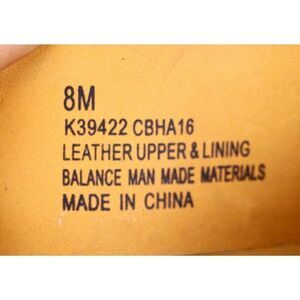 8M
K39422 CBHA16
LEATHER UPPER & LINING
BALANCE MAN MADE MATERIALS
MADE IN CHINA